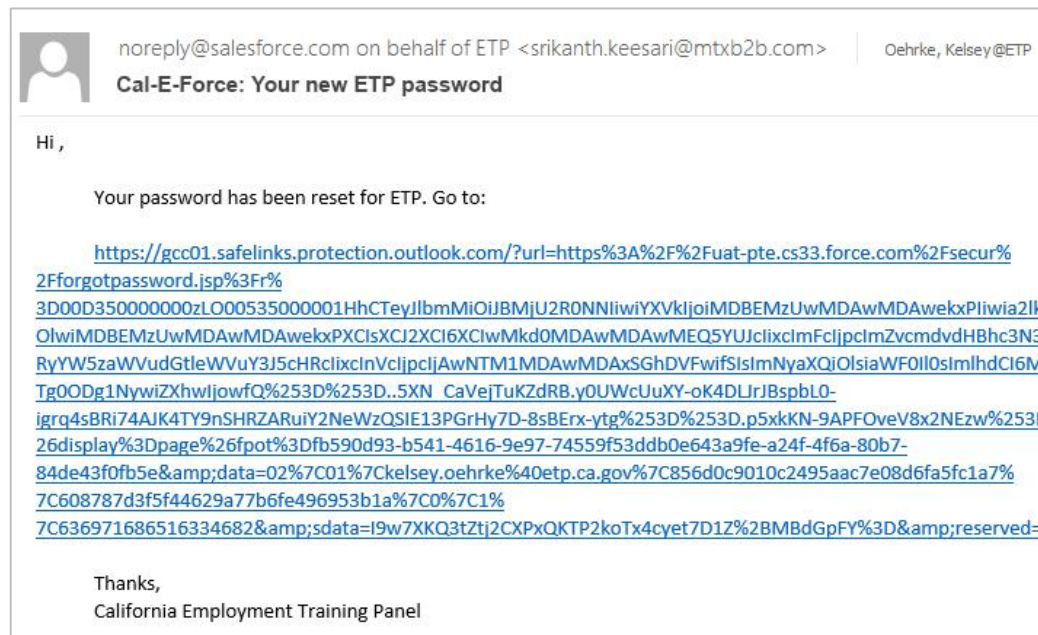 noreply@salesforce.com on behalf of ETP <srikanth.keesari@mtxb2b.com>
Oehrke, Kelsey@ETP
Cal-E-Force: Your new ETP password
Hi ,
Your password has been reset for ETP. Go to:
https://gcc01.safelinks.protection.outlook.com/?url=https%3A%2F%2Fuat-pte.cs33.force.com%2Fsecur%
2Fforgotpassword.jsp%3Fr%
3D00D350000000zLO00535000001HhCTeyJlbmMiOiJBMjU2R0NNIiwiYXVkIjoiMDBEMzUwMDAwMDAwekxPIiwia2lk
OlwiMDBEMzUwMDAwMDAwekxPXCIsXCJ2XCI6XCIwMkd0MDAwMDAwMEQ5YUJcIixcImFcIjpcImZvcmdvdHBhc3N3
RyYW5zaWVudGtleWVuY3J5cHRcIixcInVcIjpcIjAwNTM1MDAwMDAxSGhDVFwifSIsImNyaXQiOlsiaWF0Il0sImlhdCI6M
Tg0ODg1NywiZXhwIjowfQ%253D%253D..5XN_CaVejTuKZdRB.y0UWcUuXY-oK4DLJrJBspbL0-
igrq4sBRi74AJK4TY9nSHRZARuiY2NeWzQSIE13PGrHy7D-8sBErx-ytg%253D%253D.p5xkKN-9APFOveV8x2NEzw%253
26display%3Dpage%26fpot%3Dfb590d93-b541-4616-9e97-74559f53ddb0e643a9fe-a24f-4f6a-80b7-
84de43f0fb5e&amp;data=02%7C01%7Ckelsey.oehrke%40etp.ca.gov%7C856d0c9010c2495aac7e08d6fa5fc1a7%
7C608787d3f5f44629a77b6fe496953b1a%7C0%7C1%
7C636971686516334682&amp;sdata=I9w7XKQ3tZtj2CXPxQKTP2koTx4cyet7D1Z%2BMBdGpFY%3D&amp;reserved=
Thanks,
California Employment Training Panel